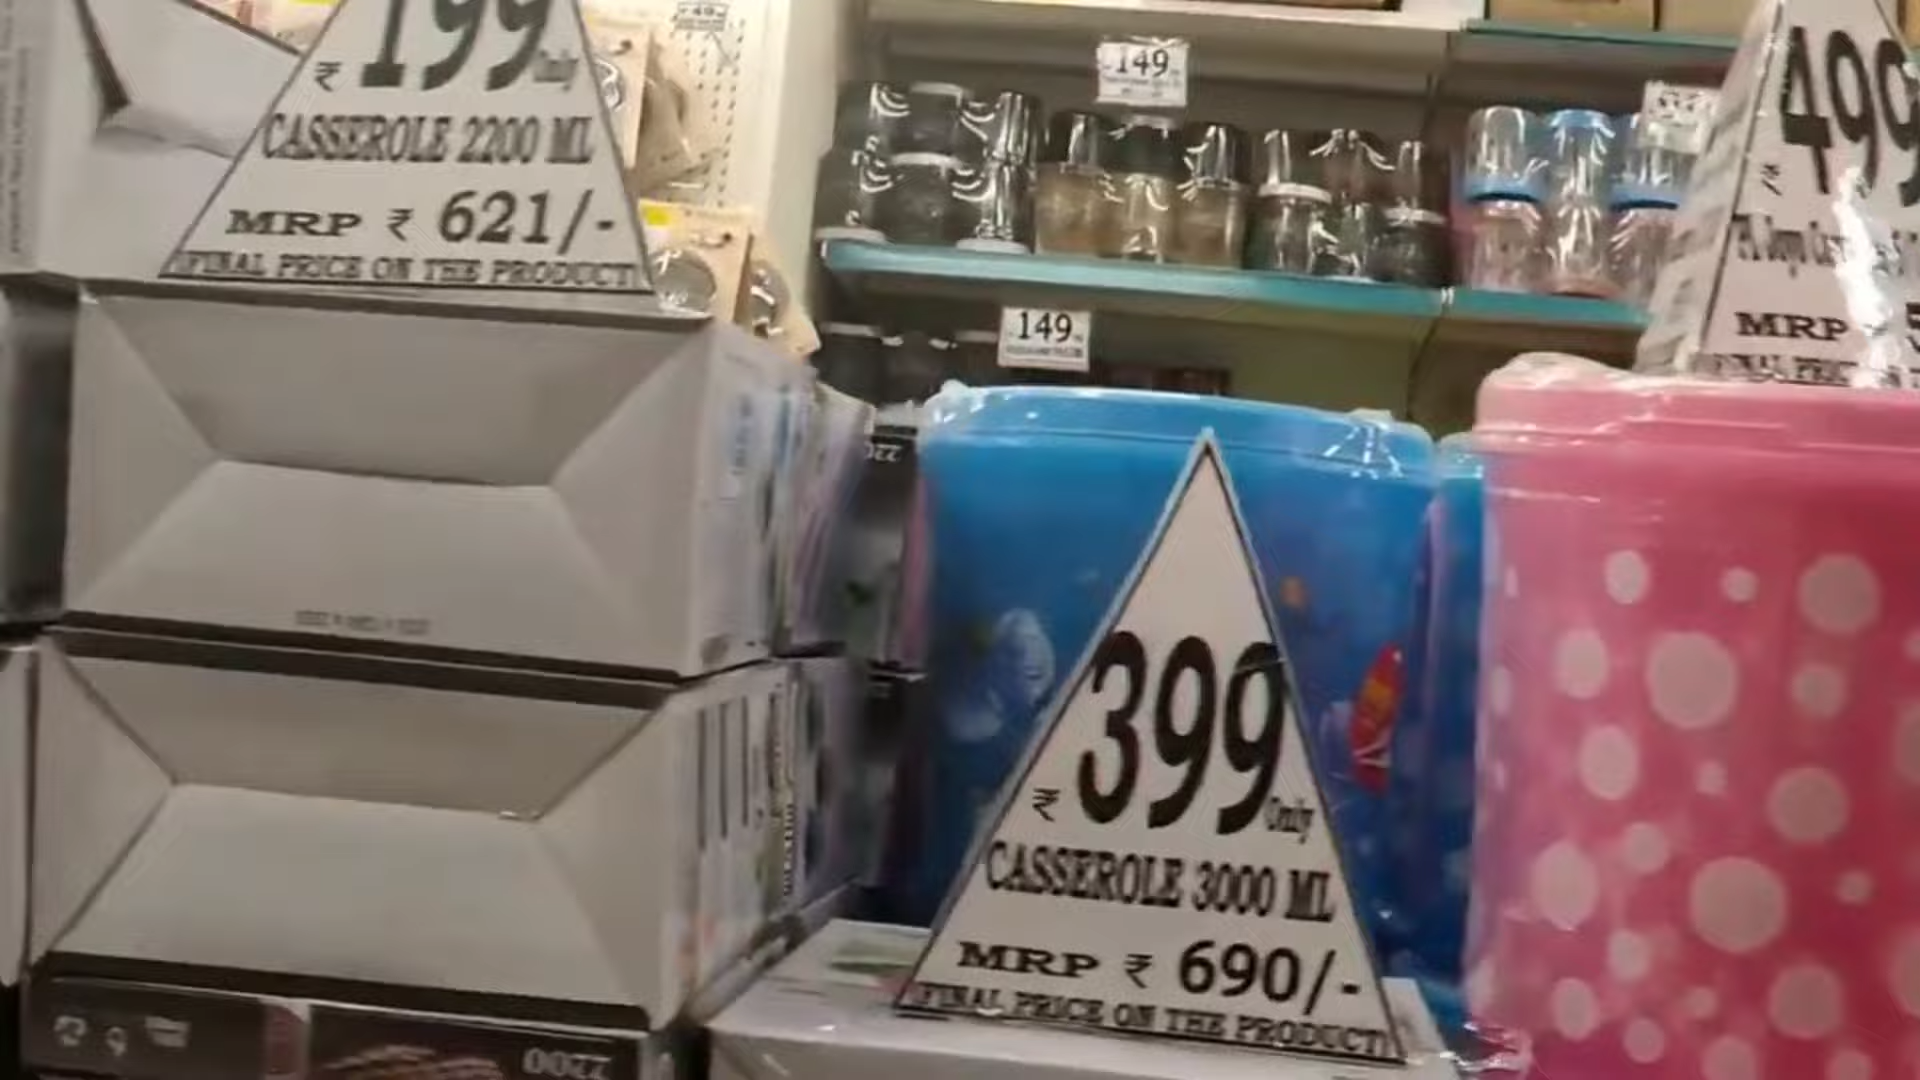 ₹ 199 Only
CASSEROLE 2200 ML
MRP ₹ 621/-
FINAL PRICE ON THE PRODUCT
149
149
₹ 499
MRP
₹ 399 Only
CASSEROLE 3000 ML
MRP ₹ 690/-
FINAL PRICE ON THE PRODUCT
2200